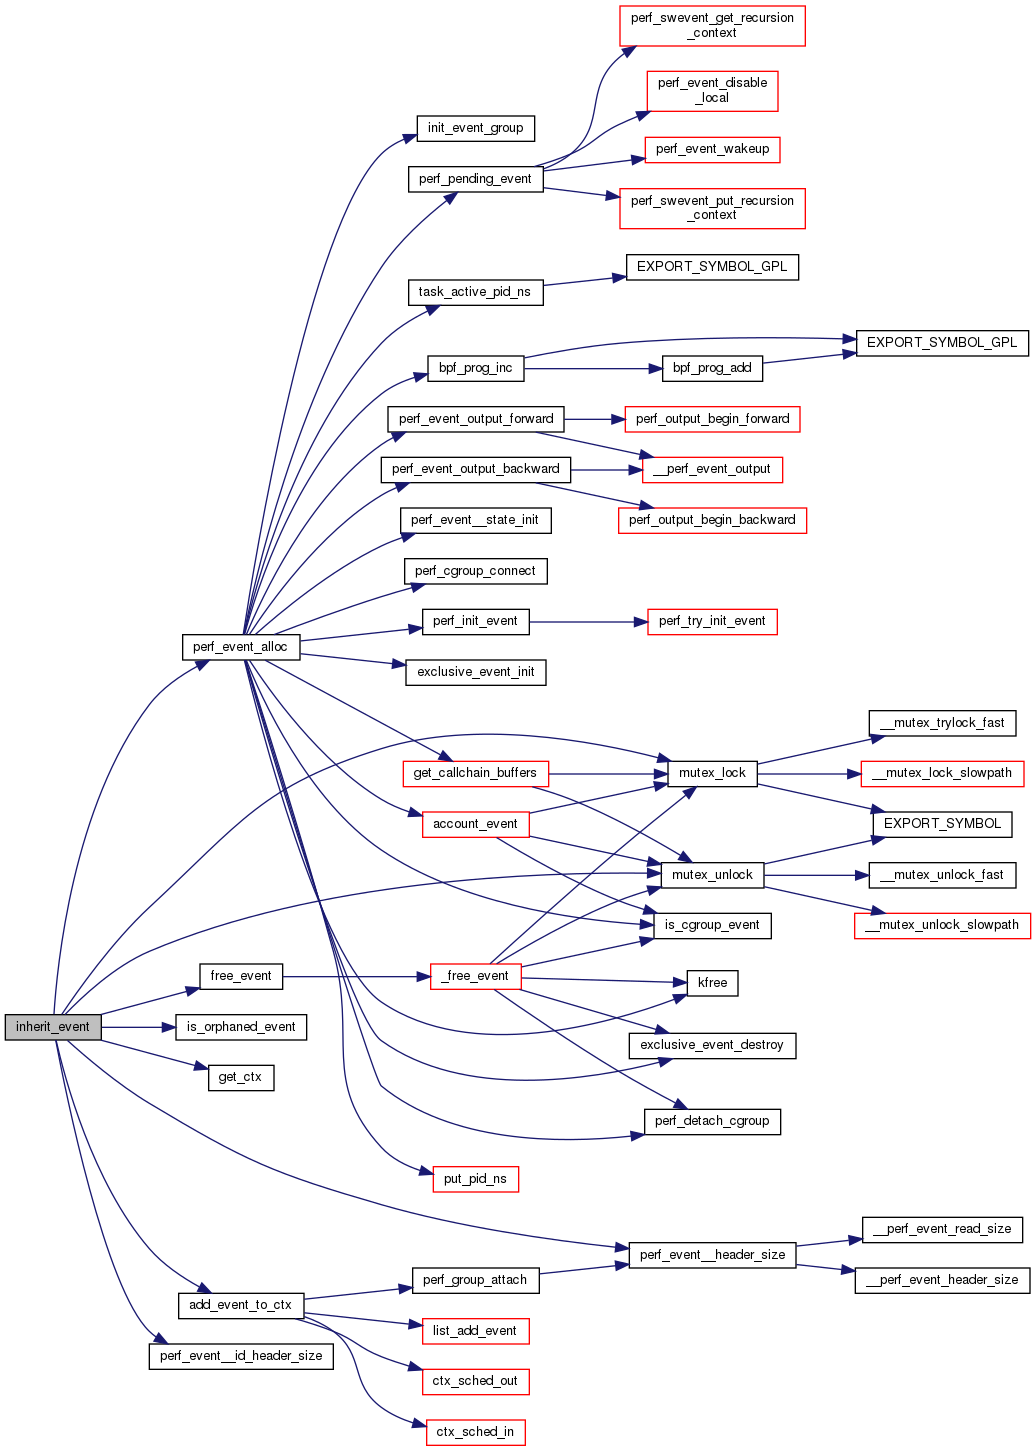 perf_swevent_get_recursion
_context
perf_event_disable
_local
init_event_group
perf_event_wakeup
perf_pending_event
perf_swevent_put_recursion
_context
EXPORT_SYMBOL_GPL
task_active_pid_ns
EXPORT_SYMBOL_GPL
bpf_prog_inc
bpf_prog_add
perf_event_output_forward
perf_output_begin_forward
perf_event_output_backward
__perf_event_output
perf_event__state_init
perf_output_begin_backward
perf_cgroup_connect
perf_init_event
perf_try_init_event
perf_event_alloc
exclusive_event_init
__mutex_trylock_fast
get_callchain_buffers
mutex_lock
__mutex_lock_slowpath
account_event
EXPORT_SYMBOL
mutex_unlock
__mutex_unlock_fast
is_cgroup_event
__mutex_unlock_slowpath
free_event
_free_event
kfree
inherit_event
is_orphaned_event
exclusive_event_destroy
get_ctx
perf_detach_cgroup
put_pid_ns
__perf_event_read_size
perf_event__header_size
perf_group_attach
__perf_event_header_size
add_event_to_ctx
list_add_event
perf_event__id_header_size
ctx_sched_out
ctx_sched_in